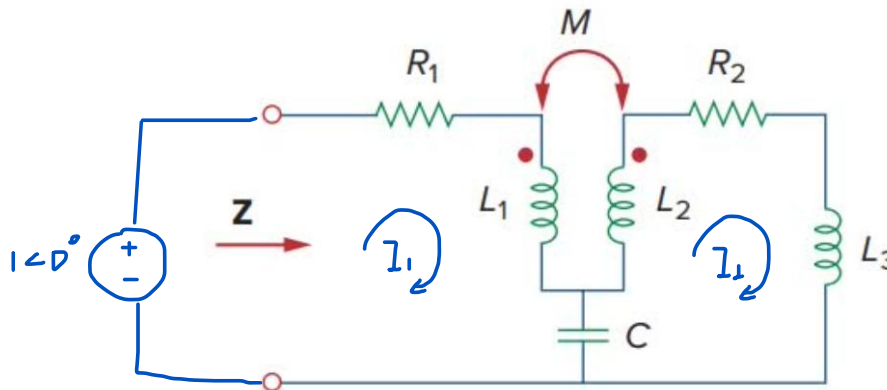 M
R₁
R₂
L₁
L₂
Z
+
−
1<0°
I₁
I₂
L₃
C